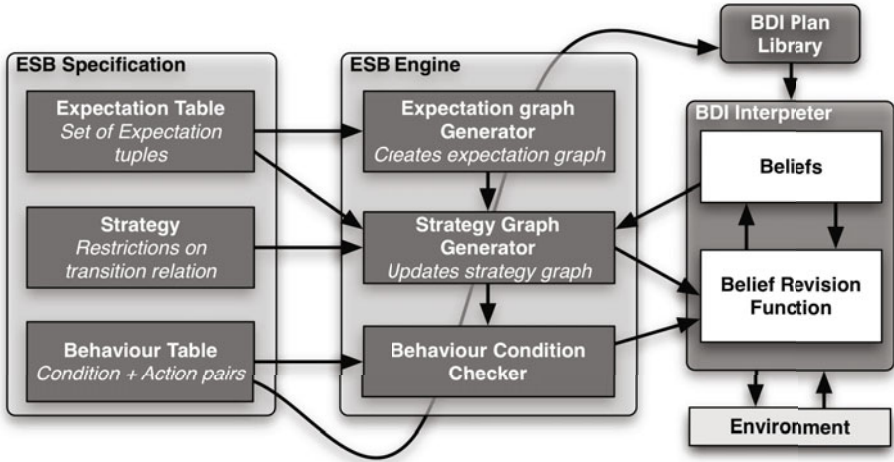 BDI Plan
Library
ESB Specification
Expectation Table
Set of Expectation
tuples
Strategy
Restrictions on
transition relation
Behaviour Table
Condition + Action pairs
ESB Engine
Expectation graph
Generator
Creates expectation graph
Strategy Graph
Generator
Updates strategy graph
Behaviour Condition
Checker
BDI Interpreter
Beliefs
Belief Revision
Function
Environment